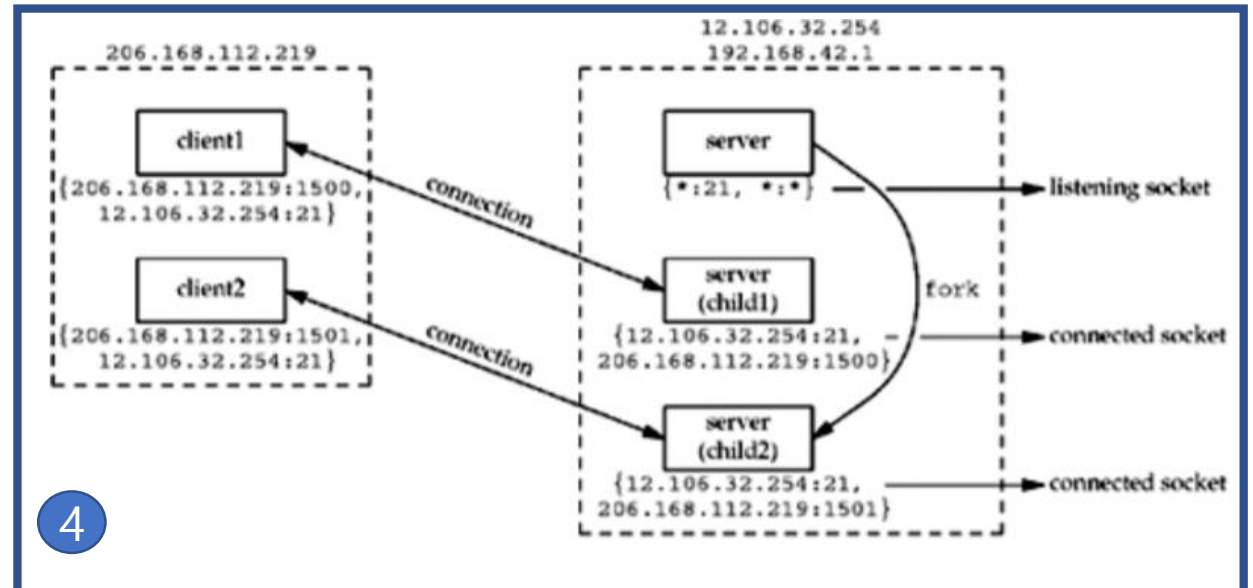 12.106.32.254
206.168.112.219
192.168.42.1
client1
server
{206.168.112.219:1500,
12.106.32.254:21}
connection
{*:21, *:*}
listening socket
client2
server
(child1)
fork
{206.168.112.219:1501,
12.106.32.254:21}
connection
{12.106.32.254:21,
206.168.112.219:1500}
connected socket
server
(child2)
{12.106.32.254:21,
206.168.112.219:1501}
connected socket
4